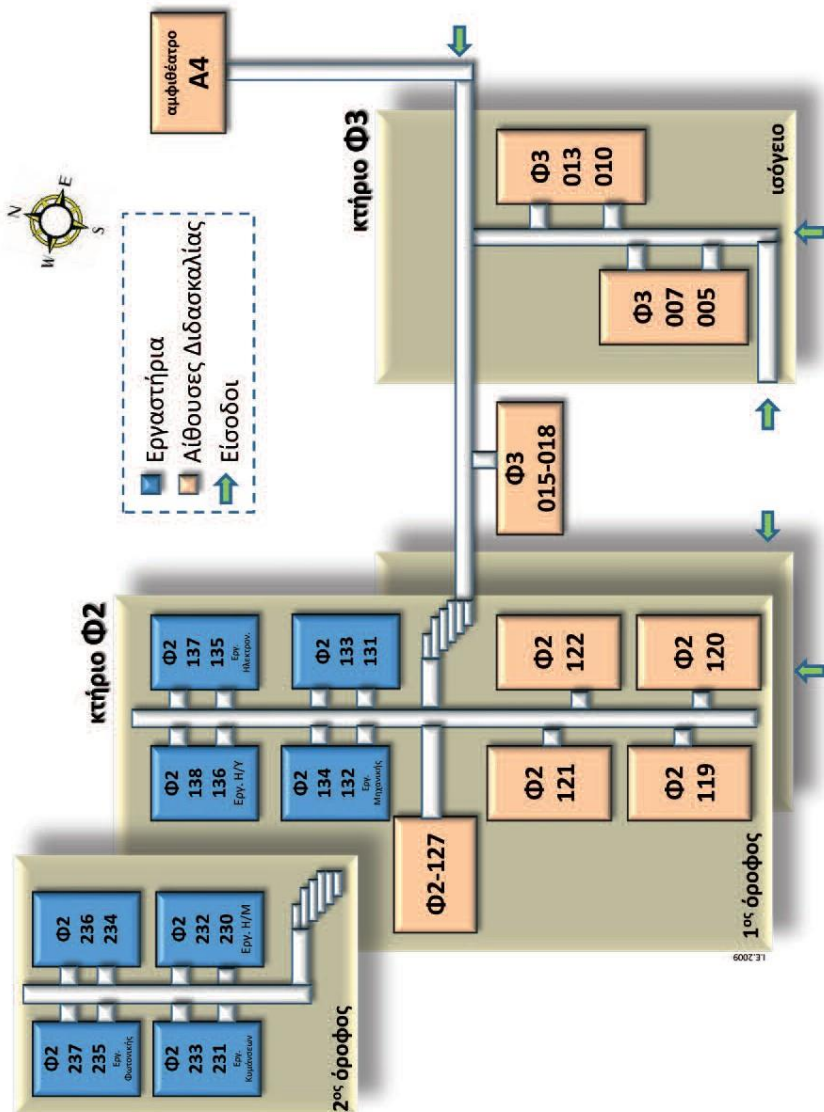 αμφιθέατρο
Α4
N
E
W
S
Εργαστήρια
Αίθουσες Διδασκαλίας
Είσοδοι
κτήριο Φ3
Φ3
013
010
Φ3
007
005
ισόγειο
Φ3
015-018
κτήριο Φ2
Φ2
137
135
Εργ.
Ηλεκτρον.
Φ2
133
131
Φ2
122
Φ2
120
Φ2
138
136
Εργ. Η/Υ
Φ2
134
132
Εργ.
Μηχανικής
Φ2
121
Φ2
119
Φ2-127
1ος όροφος
Ι.Ε.'2009
Φ2
236
234
Φ2
232
230
Εργ. Η/Μ
Φ2
237
235
Εργ.
Φωτονικής
Φ2
233
231
Εργ.
Κυμάνσεων
2ος όροφος